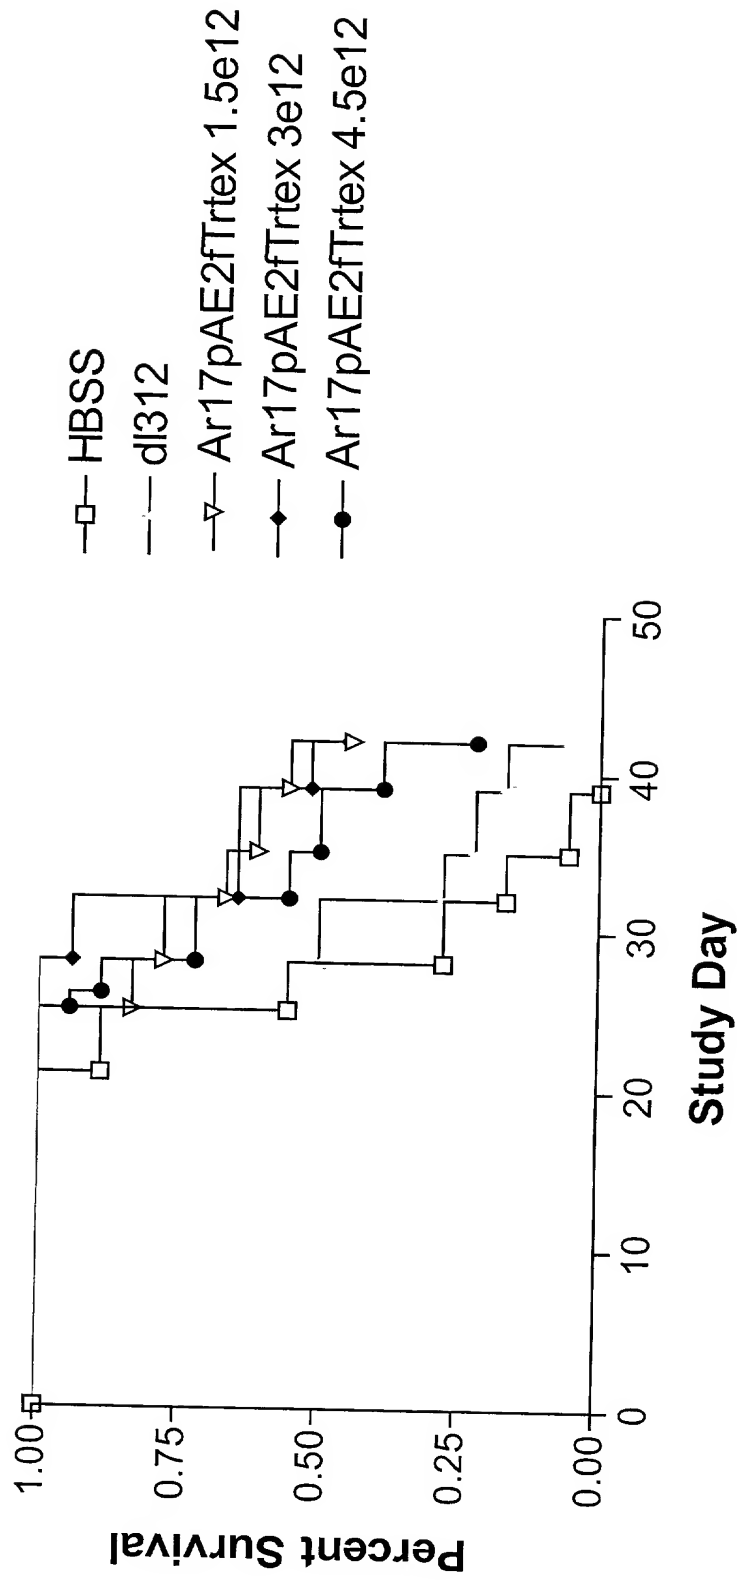 HBSS
dl312
Ar17pAE2fTrtex 1.5e12
Ar17pAE2fTrtex 3e12
Ar17pAE2fTrtex 4.5e12
Percent Survival
1.00
0.75
0.50
0.25
0.00
0
10
20
30
40
50
Study Day